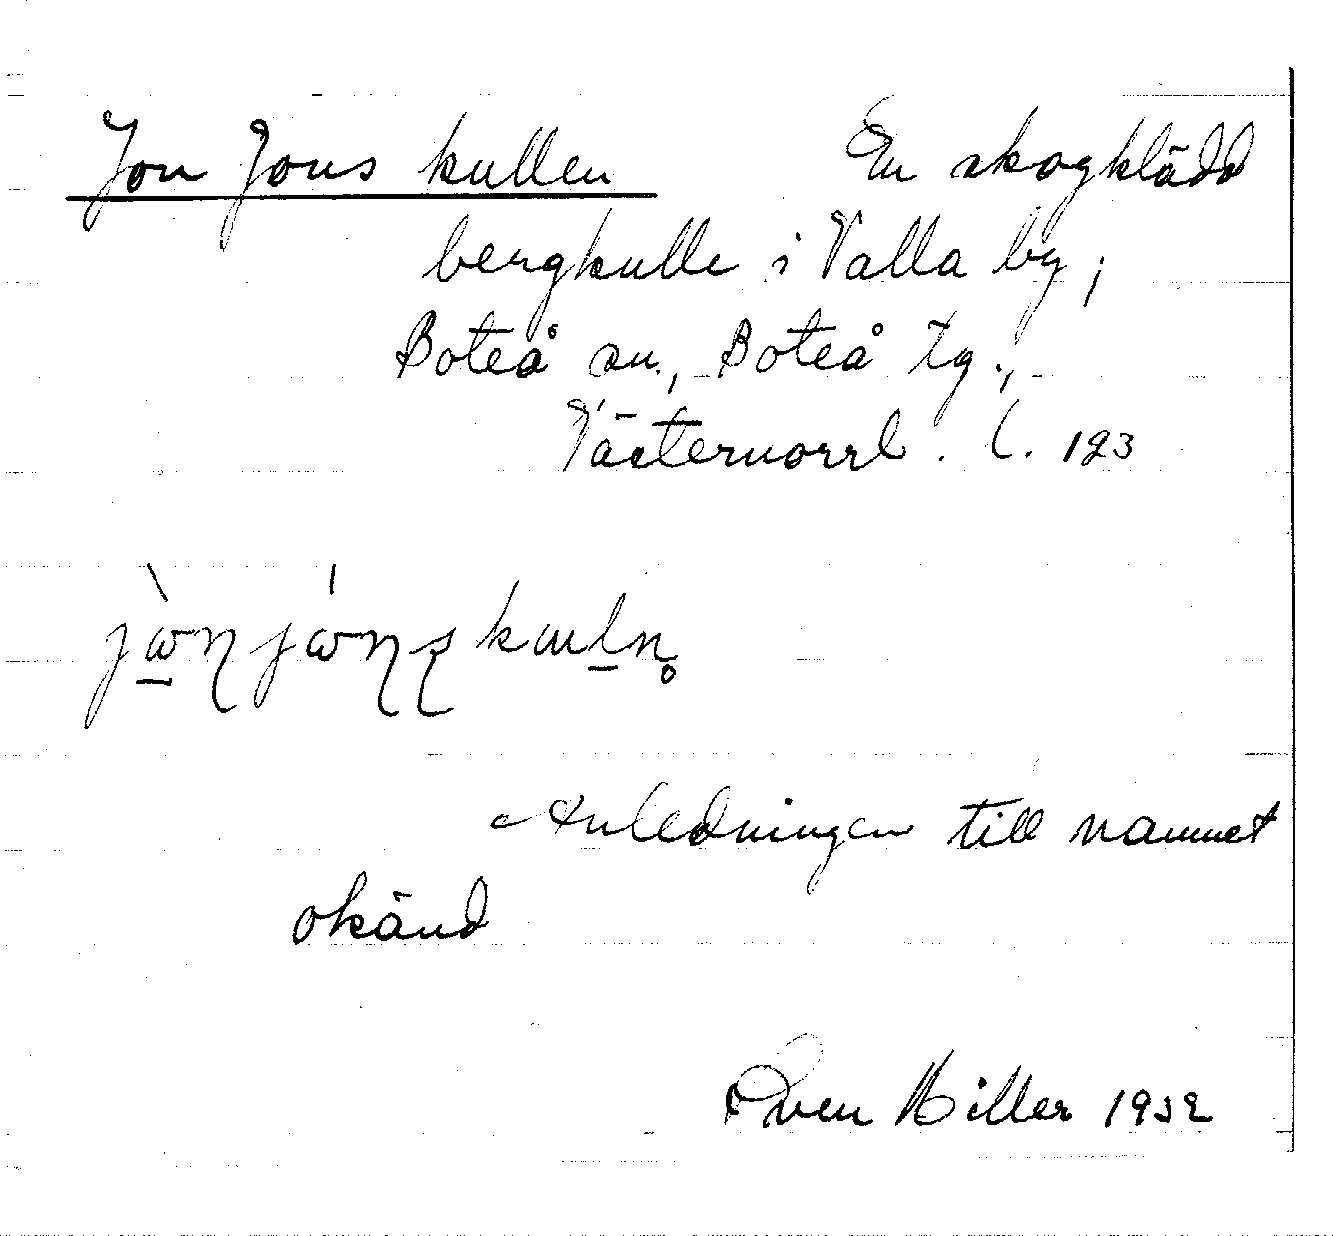 Jon Jons kullen En skogklädd
bergkulle i Valla by,
Boteå sn, Boteå tg.,
Västernorrl. l. 123
Anledningen till namnet
okänd
Sven Hiller 1932